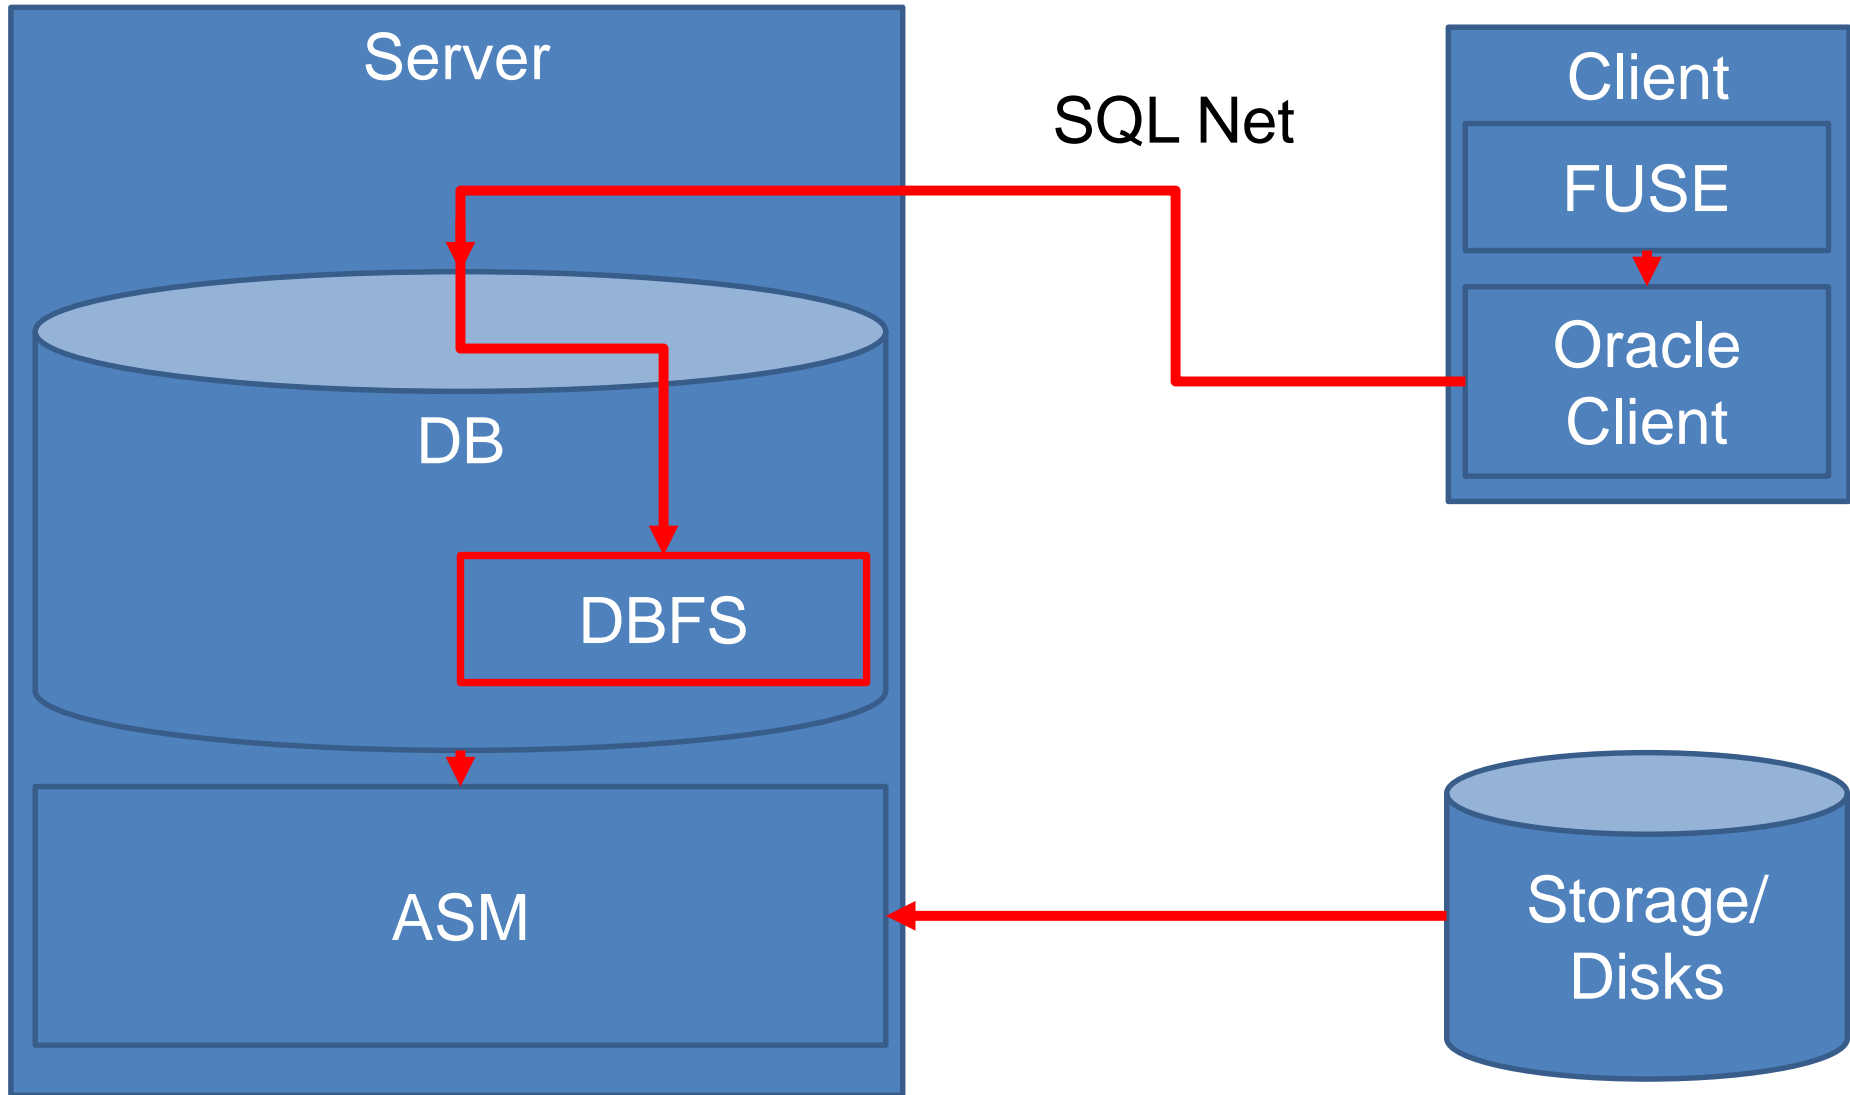 Server
SQL Net
Client
FUSE
Oracle
Client
DB
DBFS
ASM
Storage/
Disks